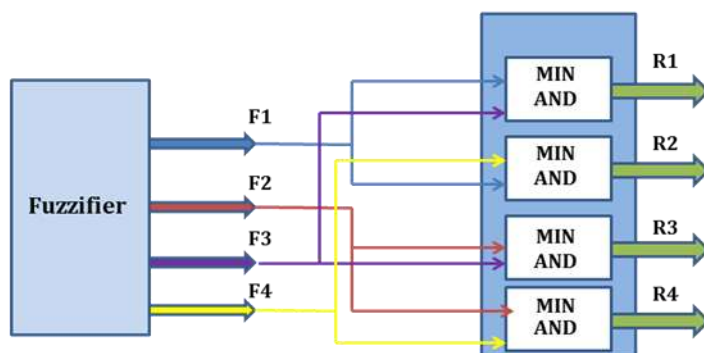 Fuzzifier
F1
F2
F3
F4
MIN
AND
MIN
AND
MIN
AND
MIN
AND
R1
R2
R3
R4